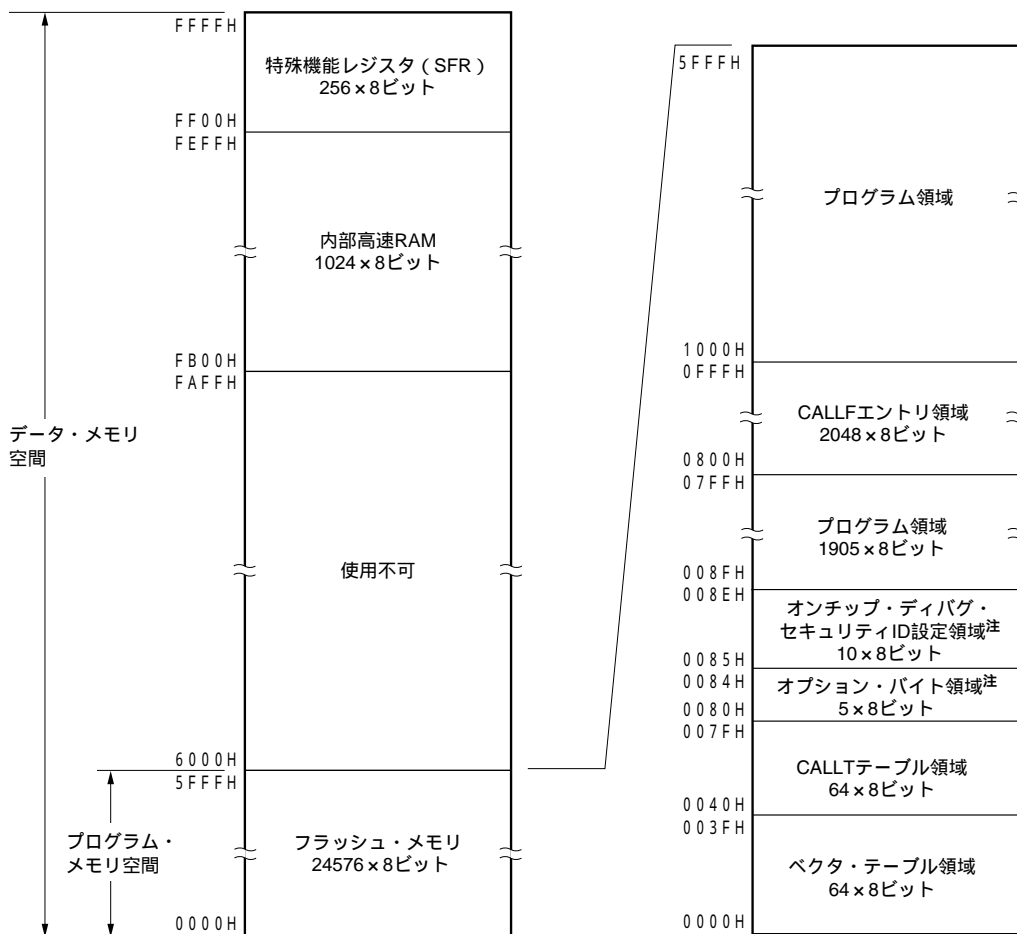 FFFFH
特殊機能レジスタ(SFR)
256×8ビット
FF00H
FEFFH
内部高速RAM
1024×8ビット
FB00H
FAFFH
データ・メモリ
空間
使用不可
6000H
5FFFH
プログラム・
メモリ空間
フラッシュ・メモリ
24576×8ビット
0000H
5FFFH
プログラム領域
1000H
0FFFH
CALLFエントリ領域
2048×8ビット
0800H
07FFH
プログラム領域
1905×8ビット
008FH
008EH
オンチップ・ディバグ・
セキュリティID設定領域注
10×8ビット
0085H
0084H
オプション・バイト領域注
5×8ビット
0080H
007FH
CALLTテーブル領域
64×8ビット
0040H
003FH
ベクタ・テーブル領域
64×8ビット
0000H